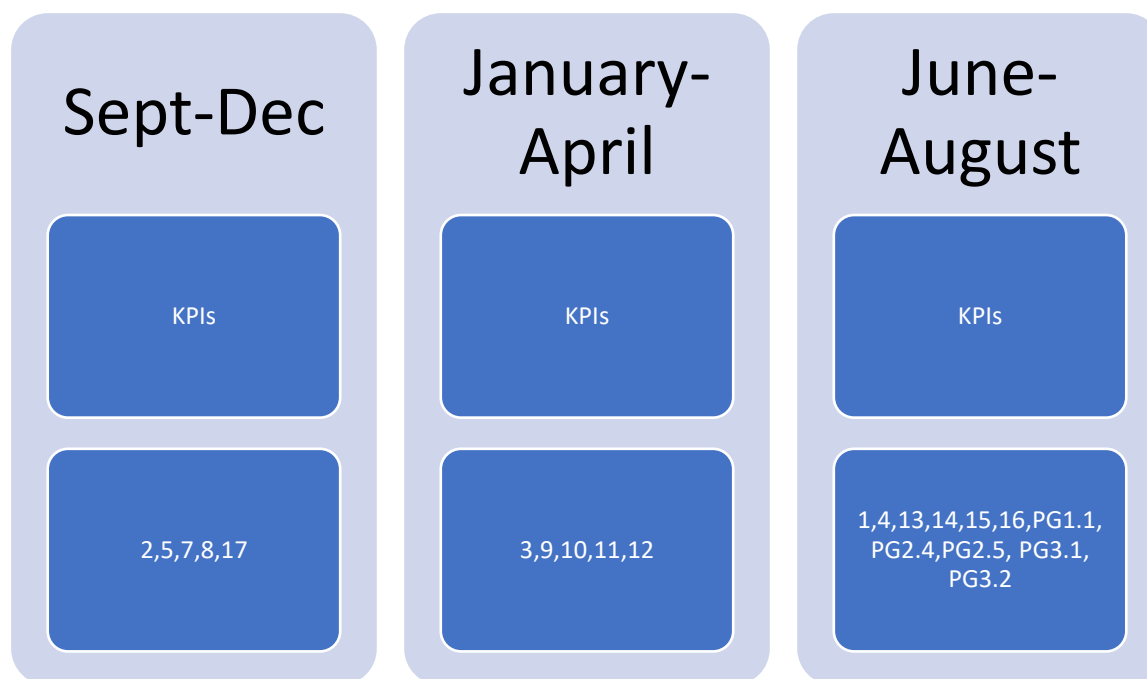 Sept-Dec
KPIs
2,5,7,8,17
January-
April
KPIs
3,9,10,11,12
June-
August
KPIs
1,4,13,14,15,16,PG1.1,
PG2.4,PG2.5, PG3.1,
PG3.2